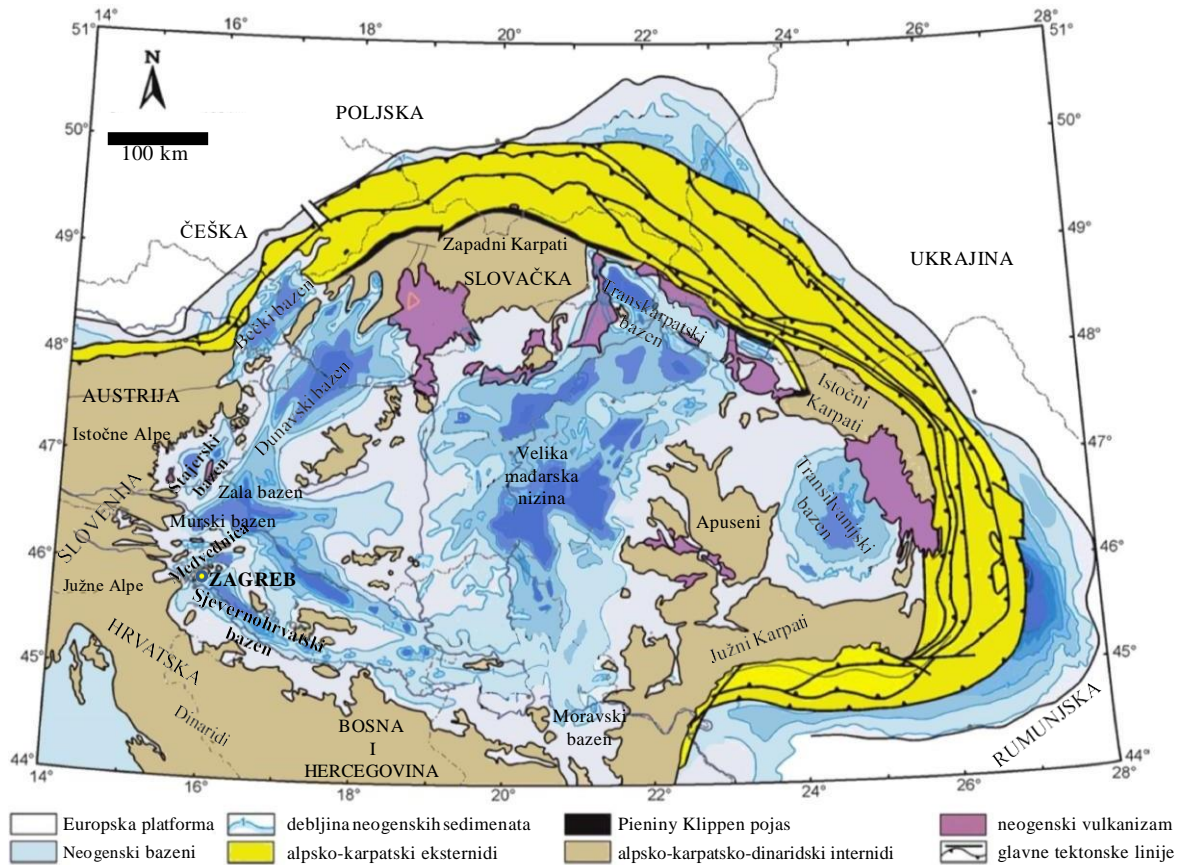 14°
16°
18°
20°
22°
24°
26°
28°
51°
51°
N
100 km
POLJSKA
50°
50°
ČEŠKA
49°
49°
UKRAJINA
Zapadni Karpati
SLOVAČKA
Bečki bazen
Transkarpatski
bazen
48°
48°
AUSTRIJA
Dunavski bazen
Istočni
Karpati
Istočne Alpe
47°
47°
Štajerski
bazen
Velika
mađarska
nizina
Zala bazen
Transilvanijski
bazen
SLOVENIJA
Murski bazen
Apuseni
Medvednica
46°
46°
Južne Alpe
ZAGREB
Sjevernohrvatski
bazen
HRVATSKA
Južni Karpati
45°
45°
Dinaridi
BOSNA
I
HERCEGOVINA
Moravski
bazen
RUMUNJSKA
44°
44°
14°
16°
18°
20°
22°
24°
26°
28°
Europska platforma
debljina neogenskih sedimenata
Pieniny Klippen pojas
neogenski vulkanizam
Neogenski bazeni
alpsko-karpatski eksternidi
alpsko-karpatsko-dinaridski internidi
glavne tektonske linije